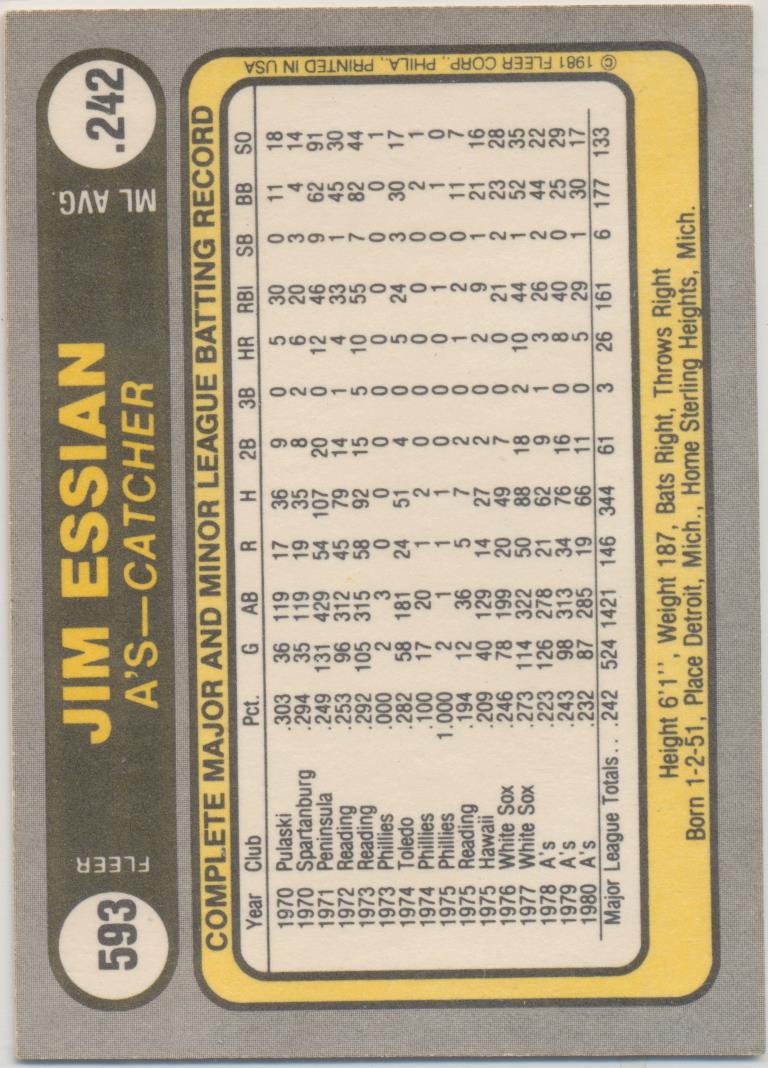 593
FLEER
JIM ESSIAN
A'S—CATCHER
ML AVG.
.242
COMPLETE MAJOR AND MINOR LEAGUE BATTING RECORD
Year Club Pct. G AB R H 2B 3B HR RBI SB BB SO
1970 Pulaski .303 36 119 17 36 9 0 5 30 0 11 18
1970 Spartanburg .294 35 119 19 35 8 2 6 20 3 4 14
1971 Peninsula .249 131 429 54 107 20 0 12 46 9 62 91
1972 Reading .253 96 312 45 79 14 1 4 33 1 45 30
1973 Reading .292 105 315 58 92 15 5 10 55 7 82 44
1973 Phillies .000 2 3 0 0 0 0 0 0 0 0 1
1974 Toledo .282 58 181 24 51 4 0 5 24 3 30 17
1974 Phillies .100 17 20 1 2 0 0 0 0 0 2 1
1975 Phillies 1.000 2 1 1 1 0 0 0 1 0 1 0
1975 Reading .194 12 36 5 7 2 0 1 2 0 11 7
1975 Hawaii .209 40 129 14 27 2 0 2 9 1 21 16
1976 White Sox .246 78 199 20 49 7 0 0 21 2 23 28
1977 White Sox .273 114 322 50 88 18 2 10 44 1 52 35
1978 A's .223 126 278 21 62 9 1 3 26 2 44 22
1979 A's .243 98 313 34 76 16 0 8 40 0 25 29
1980 A's .232 87 285 19 66 11 0 5 29 1 30 17
Major League Totals . . .242 524 1421 146 344 61 3 26 161 6 177 133
Height 6'1'', Weight 187, Bats Right, Throws Right
Born 1-2-51, Place Detroit, Mich., Home Sterling Heights, Mich.
© 1981 FLEER CORP., PHILA., PRINTED IN USA